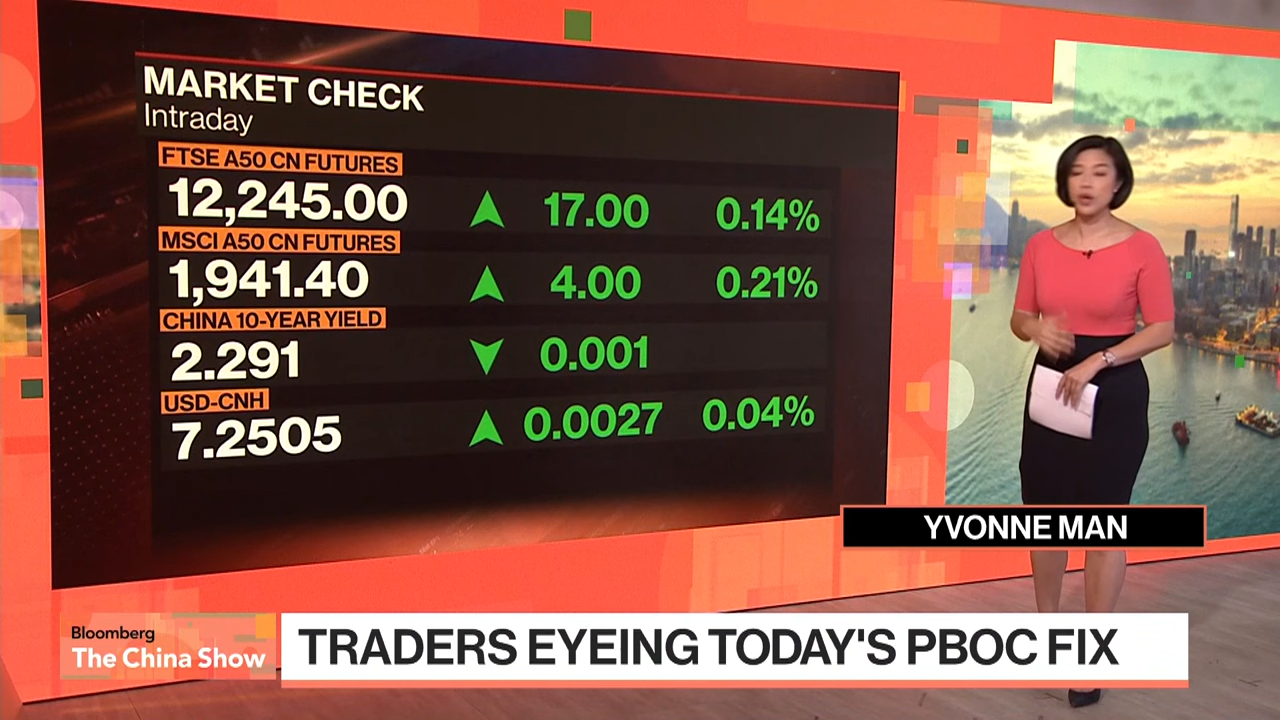 MARKET CHECK
Intraday
FTSE A50 CN FUTURES
12,245.00 ▲ 17.00 0.14%
MSCI A50 CN FUTURES
1,941.40 ▲ 4.00 0.21%
CHINA 10-YEAR YIELD
2.291 ▼ 0.001
USD-CNH
7.2505 ▲ 0.0027 0.04%
YVONNE MAN
Bloomberg
The China Show
TRADERS EYEING TODAY'S PBOC FIX